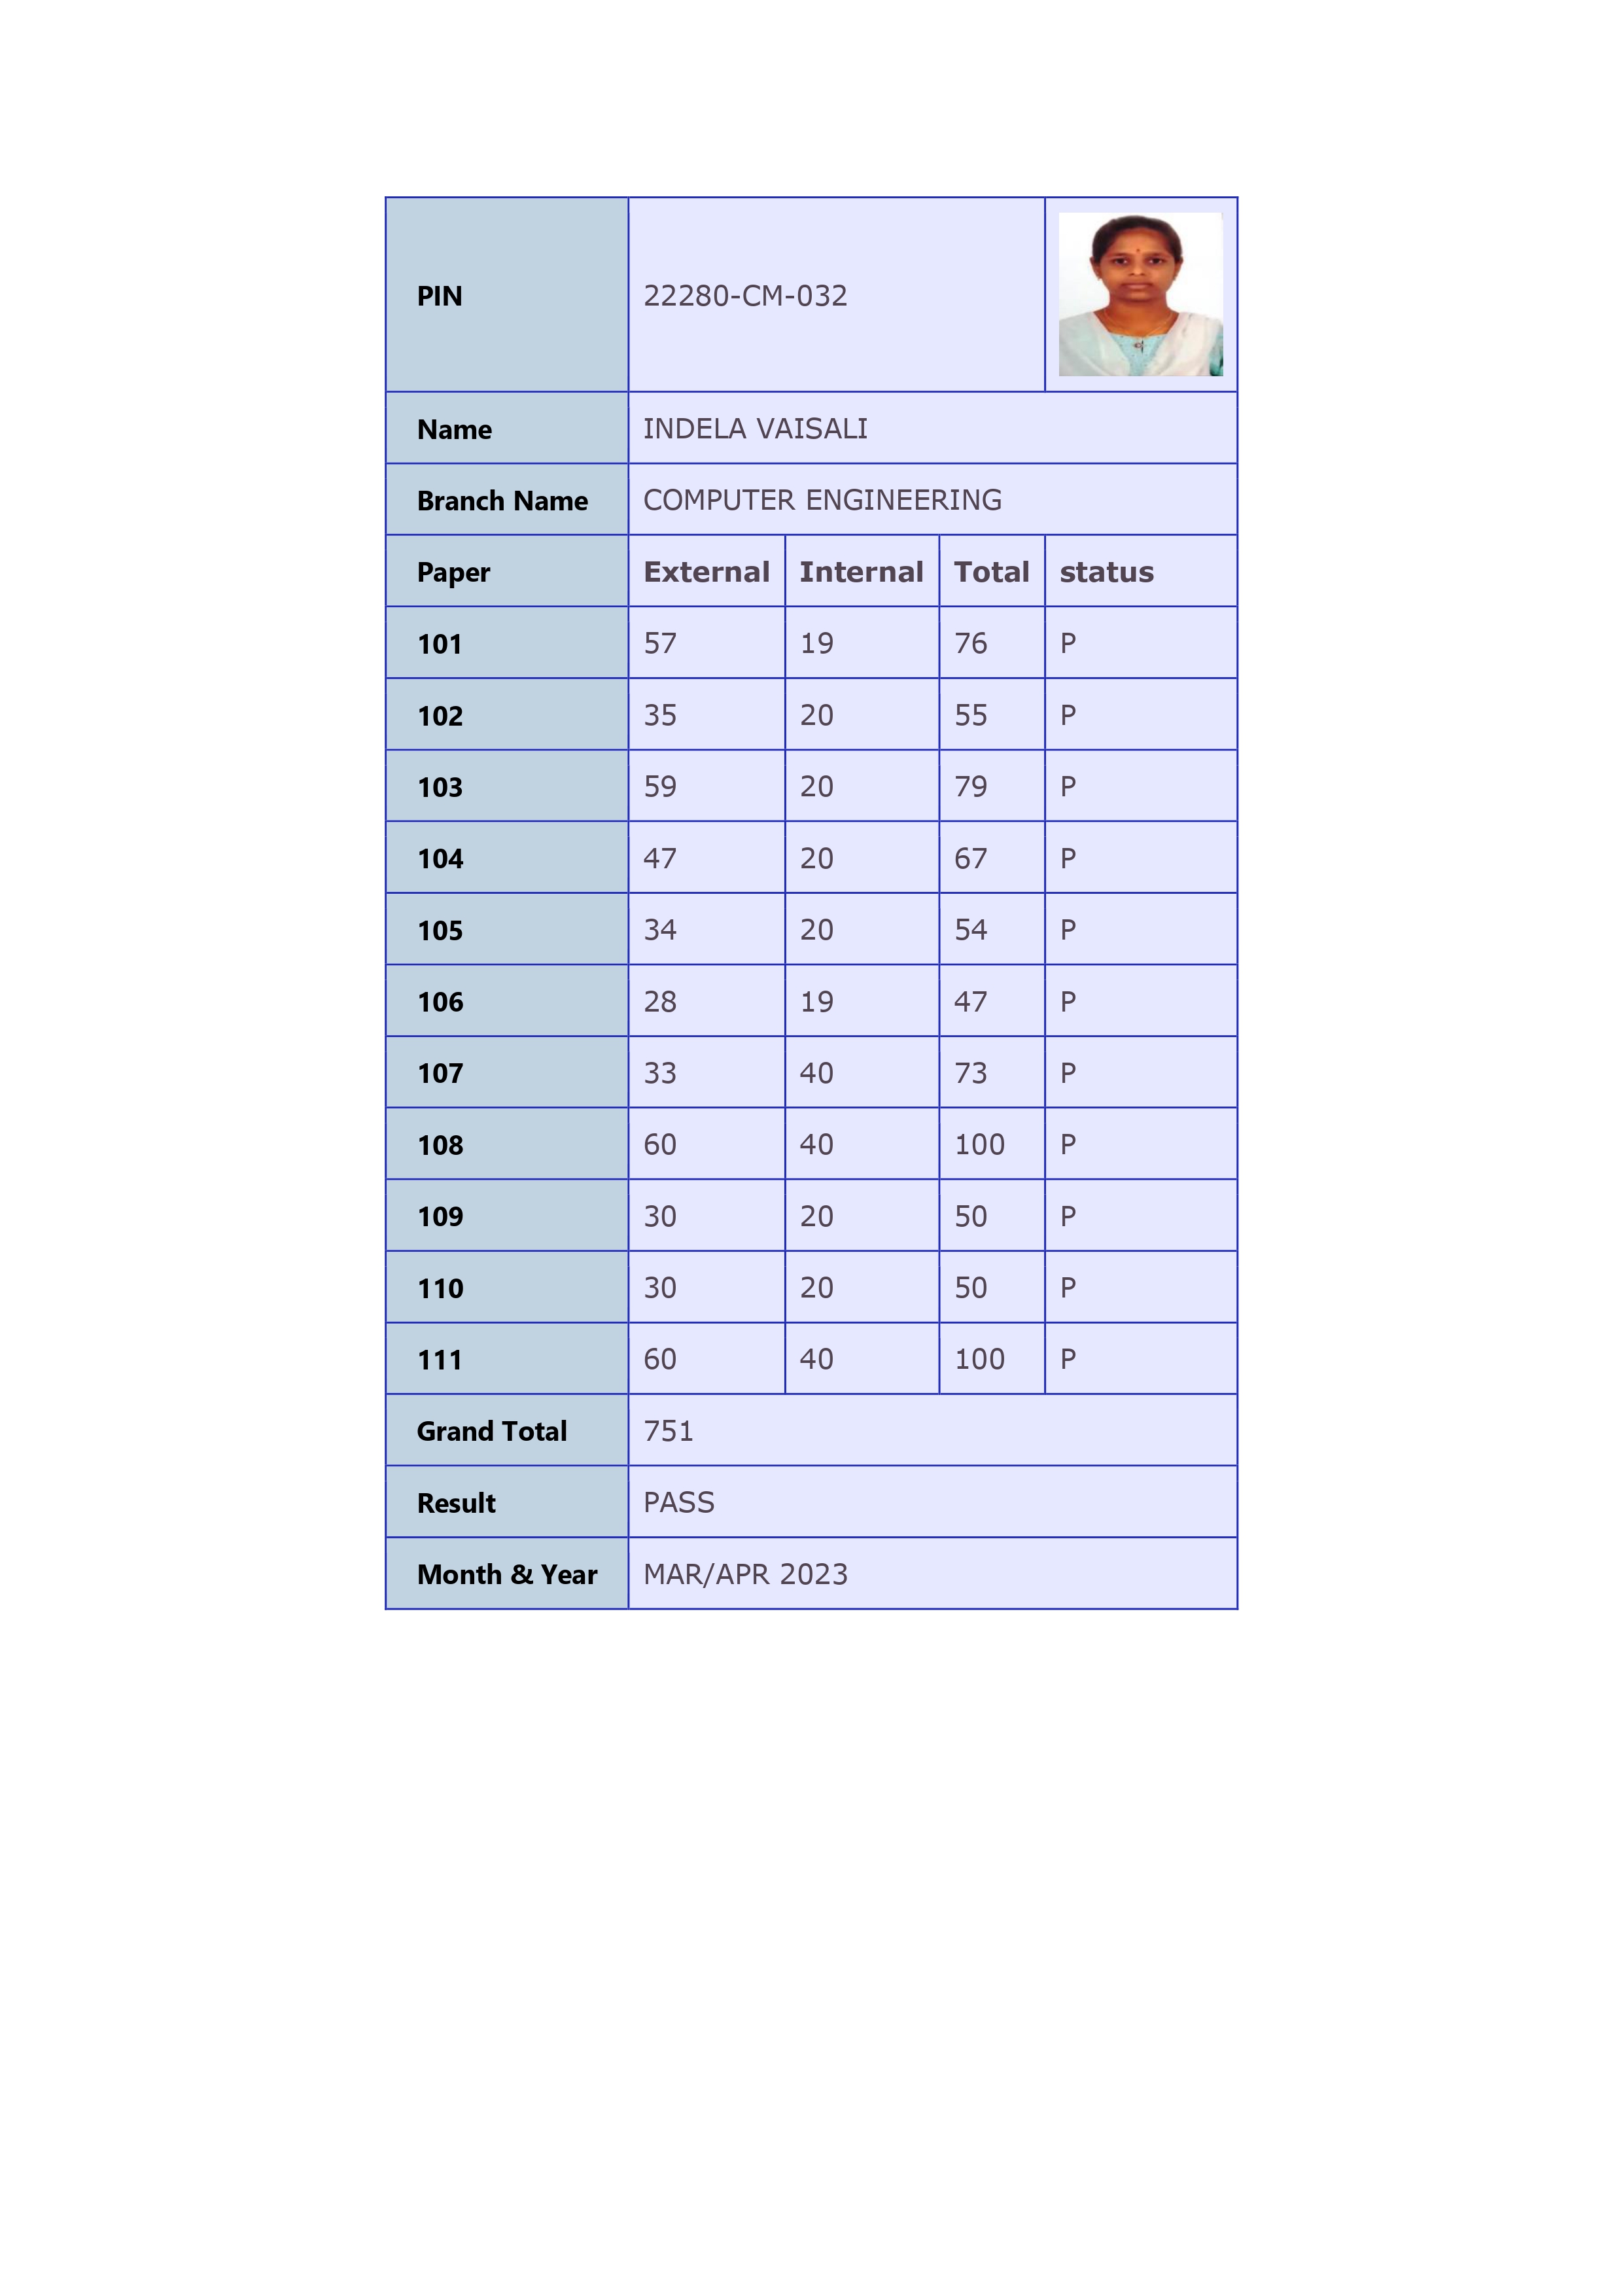 PIN 22280-CM-032
Name INDELA VAISALI
Branch Name COMPUTER ENGINEERING
Paper External Internal Total status
101 57 19 76 P
102 35 20 55 P
103 59 20 79 P
104 47 20 67 P
105 34 20 54 P
106 28 19 47 P
107 33 40 73 P
108 60 40 100 P
109 30 20 50 P
110 30 20 50 P
111 60 40 100 P
Grand Total 751
Result PASS
Month & Year MAR/APR 2023